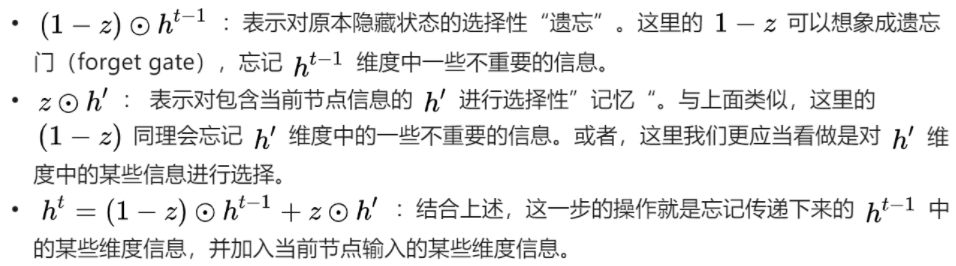 • (1 − z) ⊙ h^{t−1} ：表示对原本隐藏状态的选择性“遗忘”。这里的 1 − z 可以想象成遗忘
门（forget gate），忘记 h^{t−1} 维度中一些不重要的信息。
• z ⊙ h′ ： 表示对包含当前节点信息的 h′ 进行选择性”记忆“。与上面类似，这里的
(1 − z) 同理会忘记 h′ 维度中的一些不重要的信息。或者，这里我们更应当看做是对 h′ 维
度中的某些信息进行选择。
• h^t = (1 − z) ⊙ h^{t−1} + z ⊙ h′ ：结合上述，这一步的操作就是忘记传递下来的 h^{t−1} 中
的某些维度信息，并加入当前节点输入的某些维度信息。